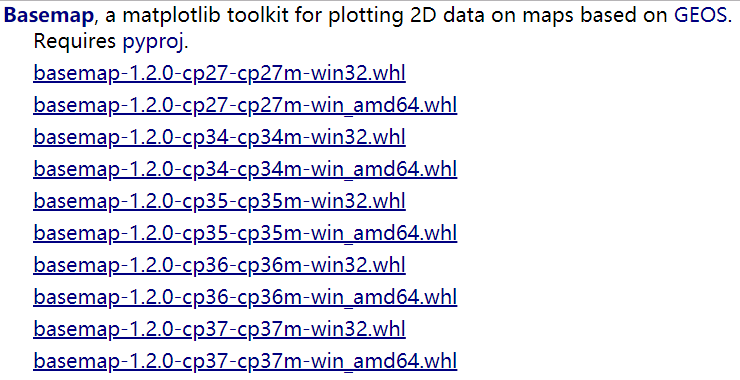 Basemap, a matplotlib toolkit for plotting 2D data on maps based on GEOS.
Requires pyproj.
basemap-1.2.0-cp27-cp27m-win32.whl
basemap-1.2.0-cp27-cp27m-win_amd64.whl
basemap-1.2.0-cp34-cp34m-win32.whl
basemap-1.2.0-cp34-cp34m-win_amd64.whl
basemap-1.2.0-cp35-cp35m-win32.whl
basemap-1.2.0-cp35-cp35m-win_amd64.whl
basemap-1.2.0-cp36-cp36m-win32.whl
basemap-1.2.0-cp36-cp36m-win_amd64.whl
basemap-1.2.0-cp37-cp37m-win32.whl
basemap-1.2.0-cp37-cp37m-win_amd64.whl